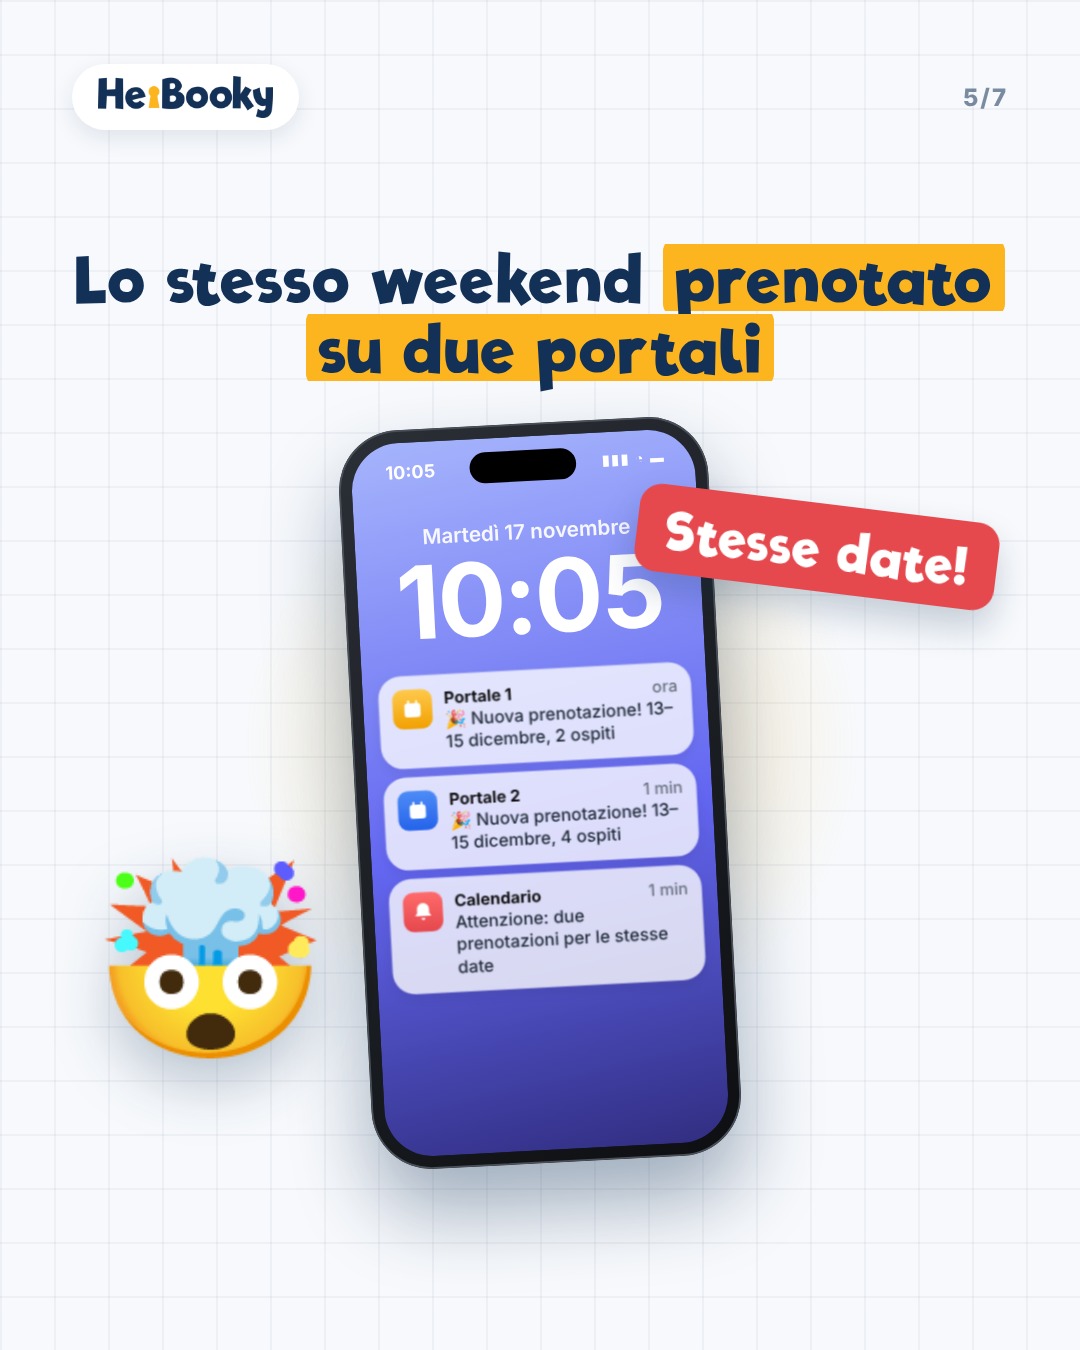 HeiBooky
5/7
Lo stesso weekend prenotato
su due portali
10:05
Stesse date!
Martedì 17 novembre
10:05
Portale 1
ora
🎉 Nuova prenotazione! 13–
15 dicembre, 2 ospiti
Portale 2
1 min
🎉 Nuova prenotazione! 13–
15 dicembre, 4 ospiti
Calendario
1 min
Attenzione: due
prenotazioni per le stesse
date